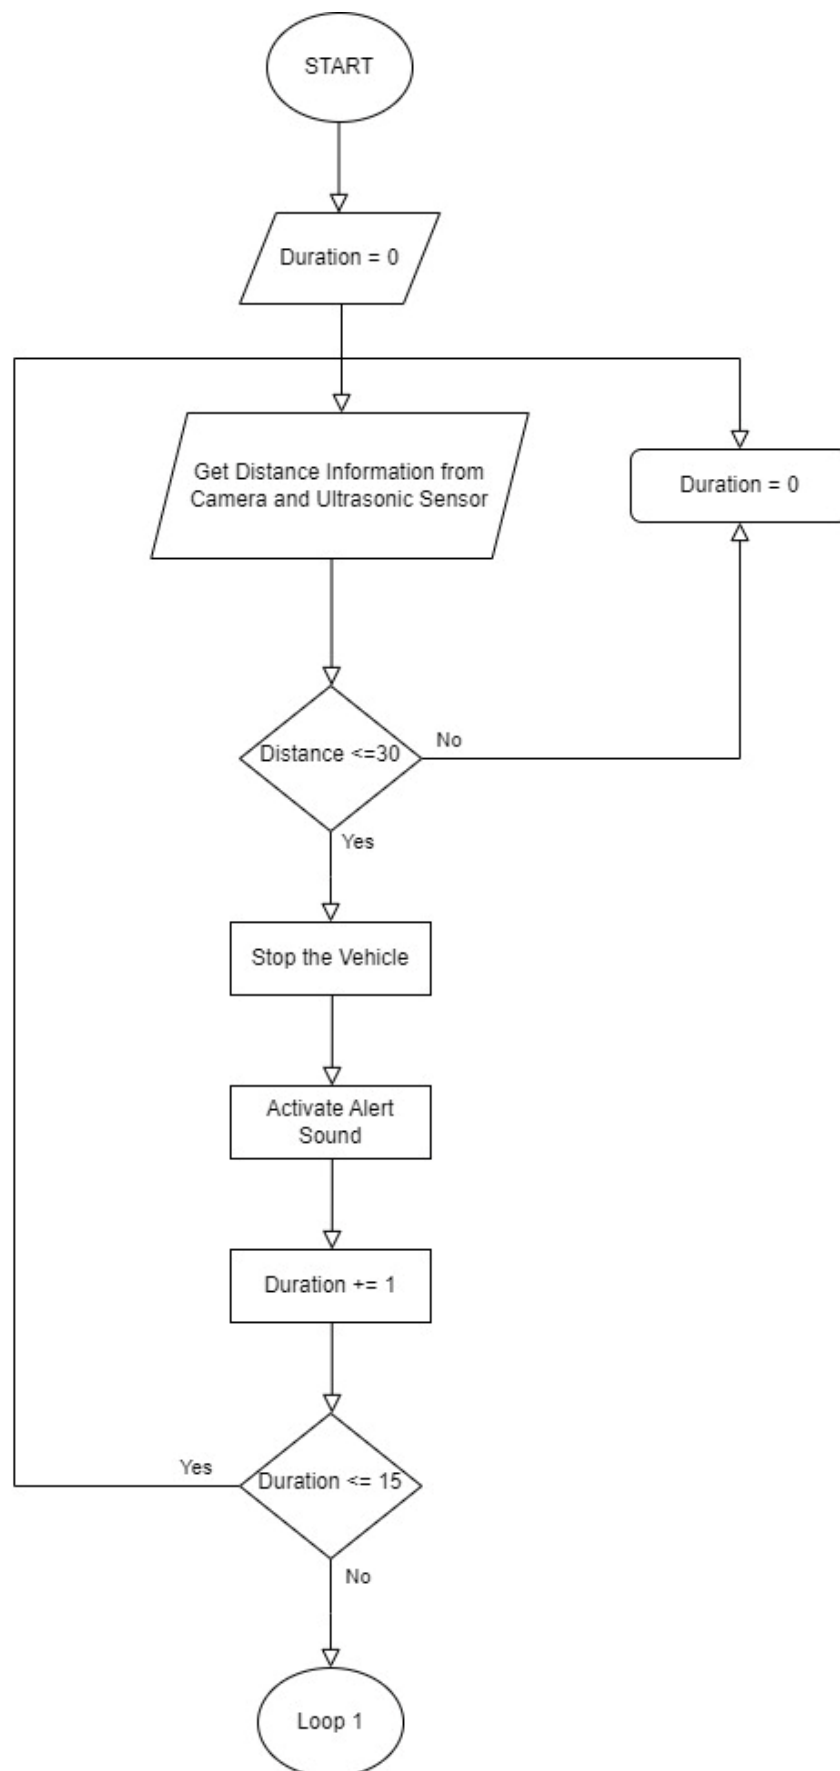 START
Duration = 0
Get Distance Information from
Camera and Ultrasonic Sensor
Duration = 0
Distance <=30
No
Yes
Stop the Vehicle
Activate Alert
Sound
Duration += 1
Yes
Duration <= 15
No
Loop 1